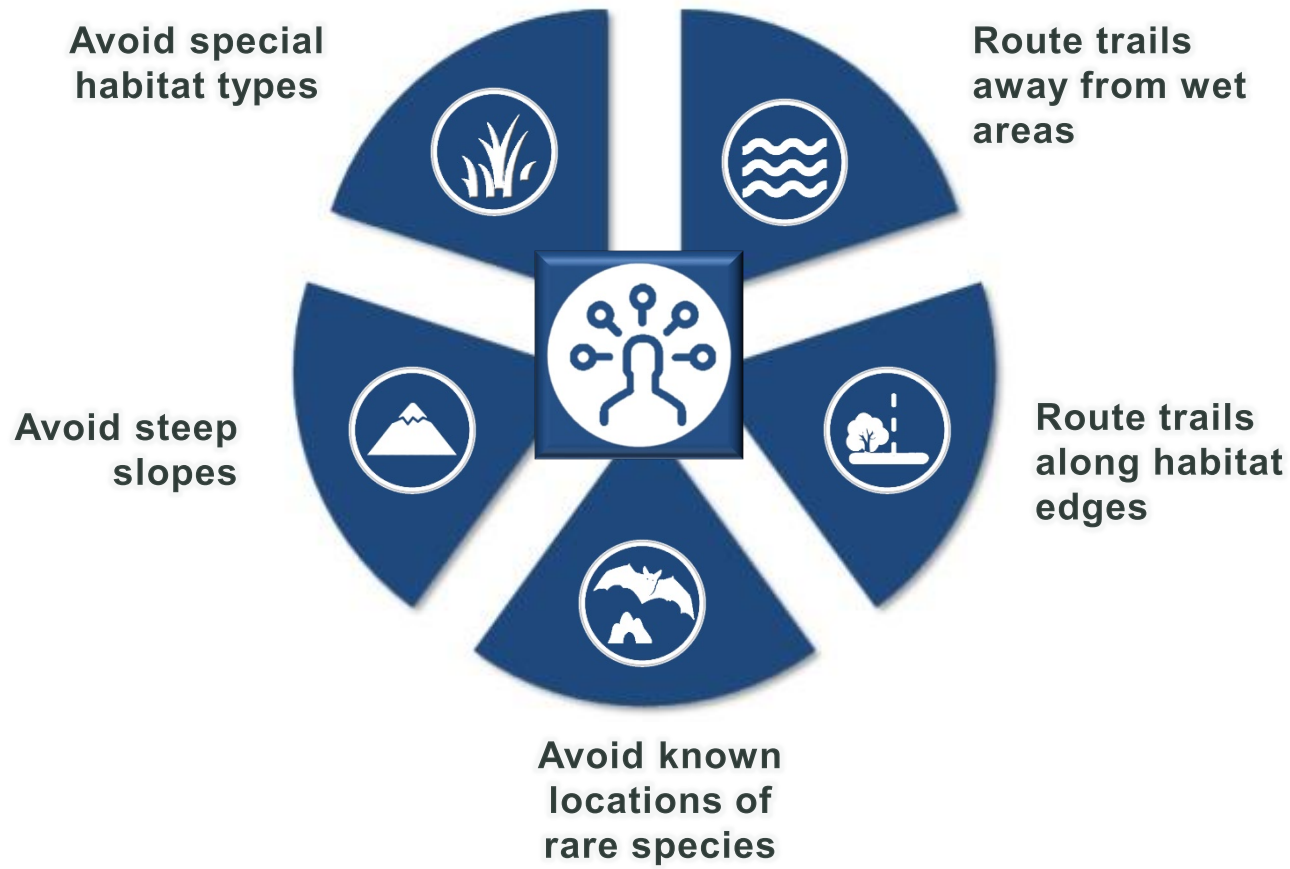 Avoid special
habitat types
Route trails
away from wet
areas
Avoid steep
slopes
Route trails
along habitat
edges
Avoid known
locations of
rare species